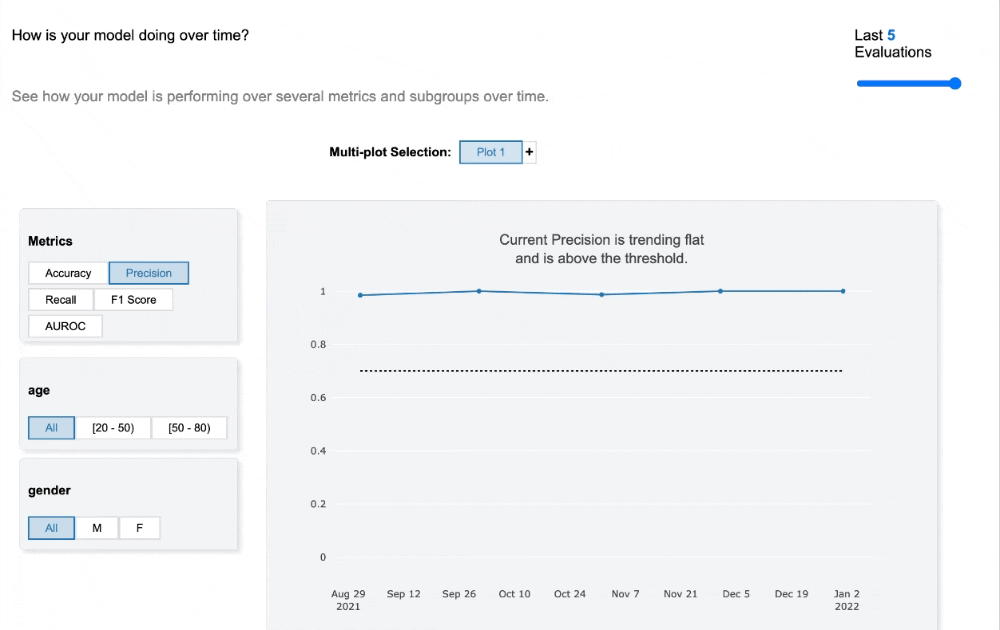 How is your model doing over time?
Last 5
Evaluations
See how your model is performing over several metrics and subgroups over time.
Multi-plot Selection: Plot 1 +
Metrics
Accuracy Precision
Recall F1 Score
AUROC
age
All [20 - 50) [50 - 80)
gender
All M F
Current Precision is trending flat
and is above the threshold.
1
0.8
0.6
0.4
0.2
0
Aug 29 Sep 12 Sep 26 Oct 10 Oct 24 Nov 7 Nov 21 Dec 5 Dec 19 Jan 2
2021 2022